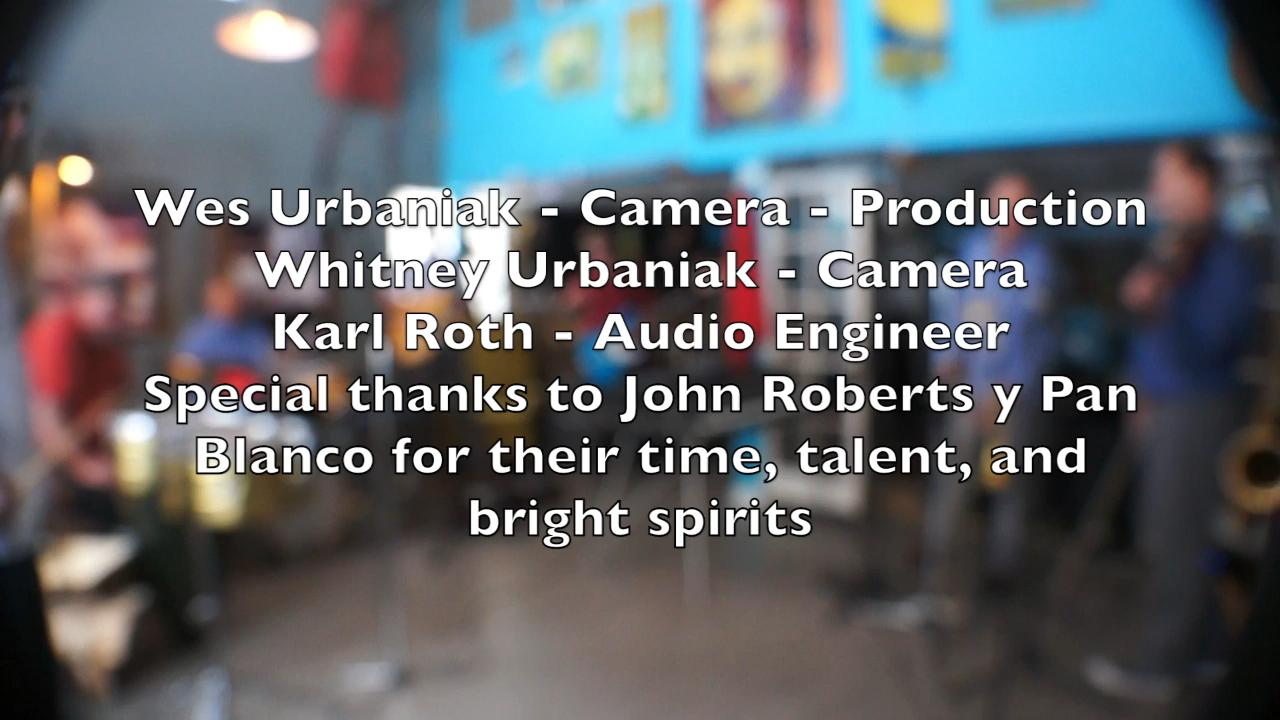 Wes Urbaniak - Camera - Production
Whitney Urbaniak - Camera
Karl Roth - Audio Engineer
Special thanks to John Roberts y Pan
Blanco for their time, talent, and
bright spirits